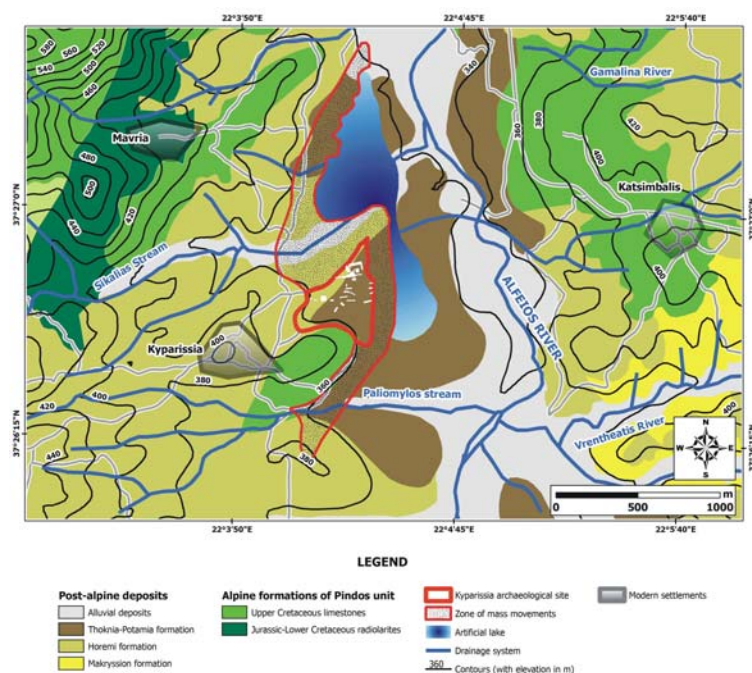 22°3'50"E 22°4'45"E 22°5'40"E
580
560
540
520
500
460
Gamalina River
340
360
380
420
Mavria
480
500
400
Katsimbalis
37°27'0"N
420
440
400
Sikalias Stream
ALFEIOS RIVER
Kyparissia
400
380
360
Paliomylos stream
420
400
Vrentheatis River
400
37°26'15"N
440
380
N
W E
S
m
0 500 1000
22°3'50"E 22°4'45"E 22°5'40"E
LEGEND
Post-alpine deposits
Alluvial deposits
Thoknia-Potamia formation
Horemi formation
Makryssion formation
Alpine formations of Pindos unit
Upper Cretaceous limestones
Jurassic-Lower Cretaceous radiolarites
Kyparissia archaeological site
Zone of mass movements
Artificial lake
Drainage system
360 Contours (with elevation in m)
Modern settlements